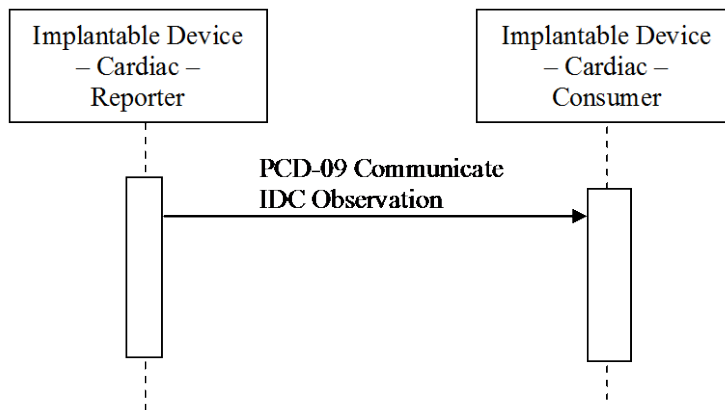 Implantable Device
– Cardiac –
Reporter
Implantable Device
– Cardiac –
Consumer
PCD-09 Communicate
IDC Observation